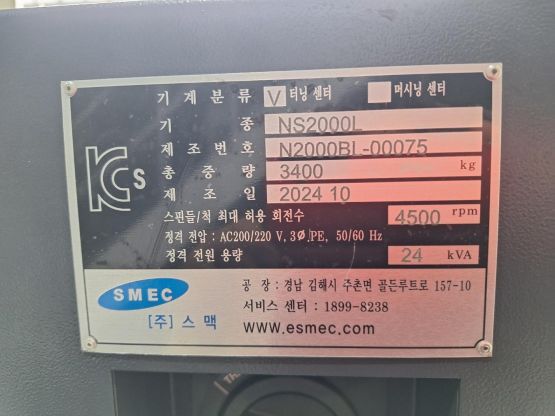 기계분류 V 터닝 센터 머시닝 센터
기 종 NS2000L
제조번호 N2000BL-00075
총 중 량 3400 kg
제 조 일 2024 10
스핀들/척 최대 허용 회전수 4500 rpm
정격 전압 : AC200/220 V, 3Ø, PE, 50/60 Hz
정격 전원 용량 24 kVA
KCs
SMEC
[주] 스 맥
공 장 : 경남 김해시 주촌면 골든루트로 157-10
서비스 센터 : 1899-8238
www.esmec.com